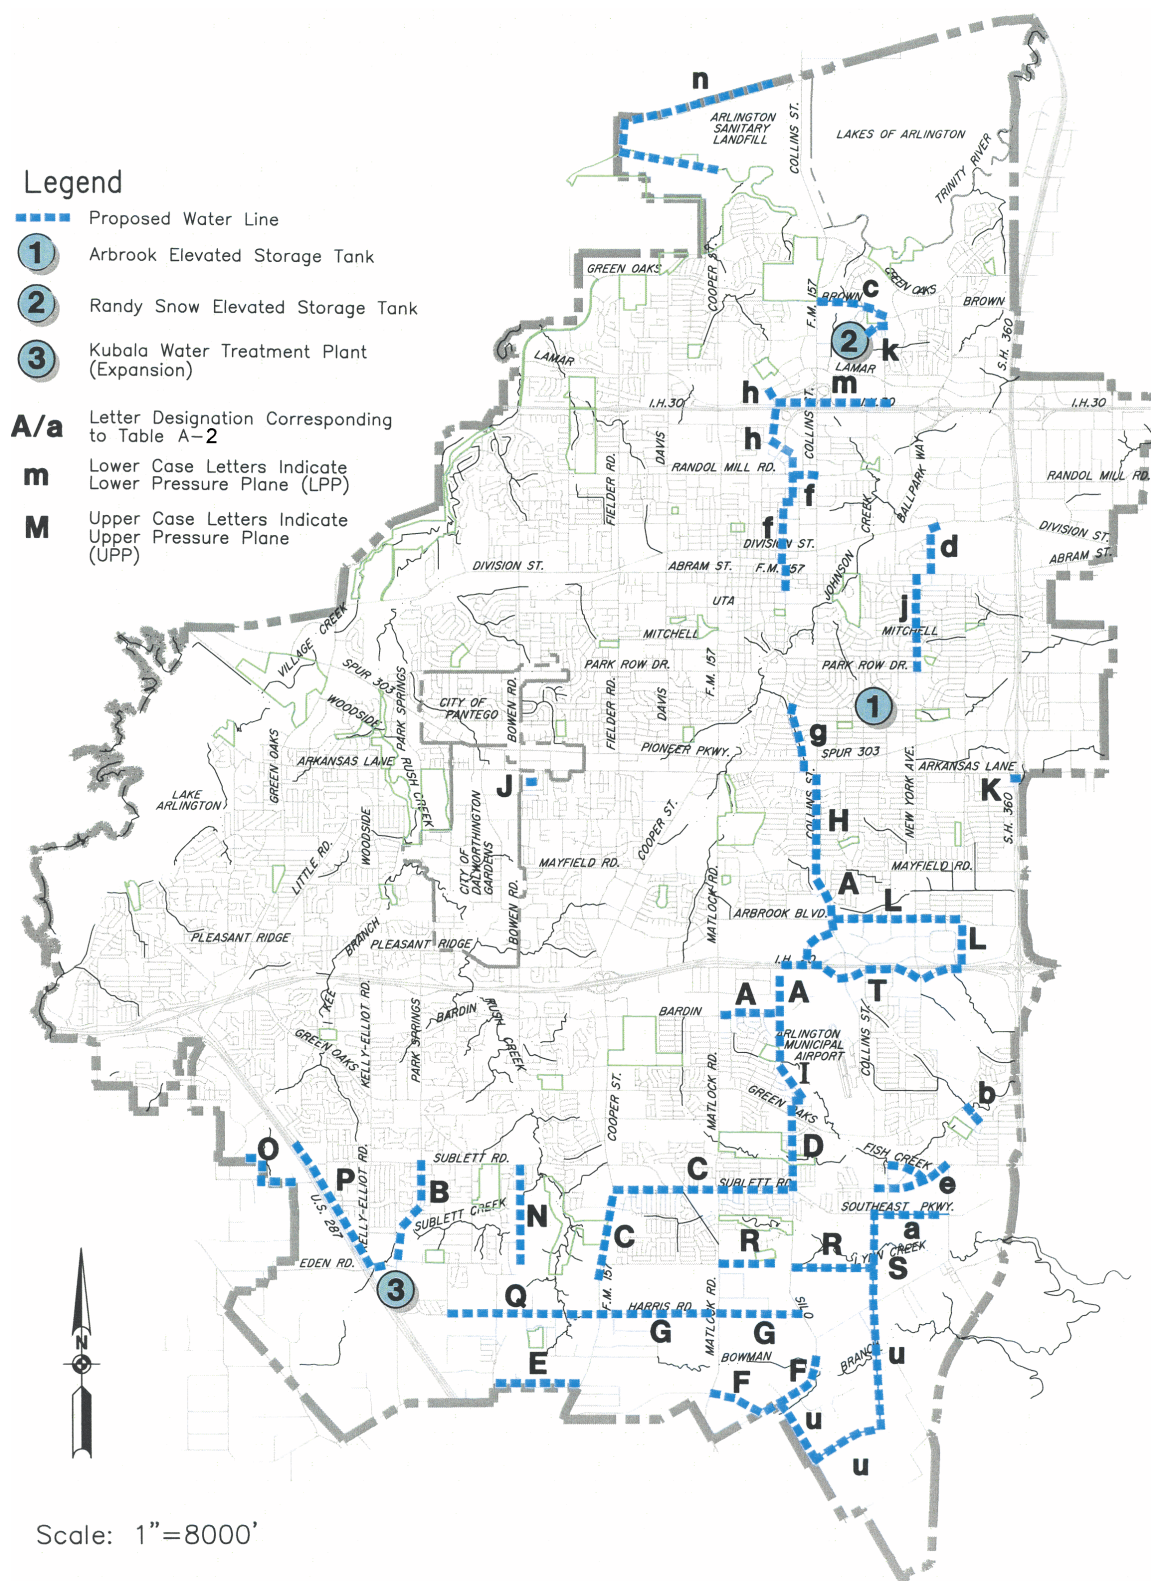 n
ARLINGTON
SANITARY
LANDFILL
COLLINS ST.
LAKES OF ARLINGTON
TRINITY RIVER
Legend
Proposed Water Line
1 Arbrook Elevated Storage Tank
2 Randy Snow Elevated Storage Tank
3 Kubala Water Treatment Plant
(Expansion)
A/a Letter Designation Corresponding
to Table A-2
m Lower Case Letters Indicate
Lower Pressure Plane (LPP)
M Upper Case Letters Indicate
Upper Pressure Plane
(UPP)
GREEN OAKS
COOPER ST.
F.M. 157
BROWN
c
GREEN OAKS
BROWN
2
k
LAMAR
S.H. 360
LAMAR
h
m
I.H.30
I.H.30
I.H.30
h
COLLINS ST.
DAVIS
RANDOL MILL RD.
FIELDER RD.
f
CREEK
BALLPARK WAY
RANDOL MILL RD.
f
DIVISION ST.
d
DIVISION ST.
ABRAM ST.
DIVISION ST.
ABRAM ST.
F.M. 157
JOHNSON
UTA
j
MITCHELL
MITCHELL
VILLAGE CREEK
SPUR 303
PARK SPRINGS
PARK ROW DR.
PARK ROW DR.
F.M. 157
CITY OF
PANTEGO
BOWEN RD.
FIELDER RD.
DAVIS
1
WOODSIDE
g
PIONEER PKWY.
SPUR 303
GREEN OAKS
ARKANSAS LANE
RUSH CREEK
NEW YORK AVE.
ARKANSAS LANE
J
K
LAKE
ARLINGTON
COLLINS ST.
H
S.H. 360
WOODSIDE
CITY OF
DALWORTHINGTON
GARDENS
COOPER ST.
LITTLE RD.
MAYFIELD RD.
MAYFIELD RD.
MATLOCK RD.
A
BOWEN RD.
ARBROOK BLVD.
L
PLEASANT RIDGE
BRANCH
PLEASANT RIDGE
L
I.H. 20
KEE
KELLY-ELLIOT RD.
PARK SPRINGS
BARDIN
RUSH CREEK
A
A
T
BARDIN
GREEN OAKS
ARLINGTON
MUNICIPAL
AIRPORT
COLLINS ST.
I
MATLOCK RD.
COOPER ST.
GREEN OAKS
b
O
P
KELLY-ELLIOT RD.
SUBLETT RD.
D
FISH CREEK
C
SUBLETT RD.
e
B
U.S. 287
SUBLETT CREEK
N
SOUTHEAST PKWY.
a
C
R
R
LYNN CREEK
S
EDEN RD.
3
Q
F.M. 157
HARRIS RD
MATLOCK RD.
SILO
G
G
E
BOWMAN
BRANCH
u
F
F
u
u
N
Scale: 1"=8000'